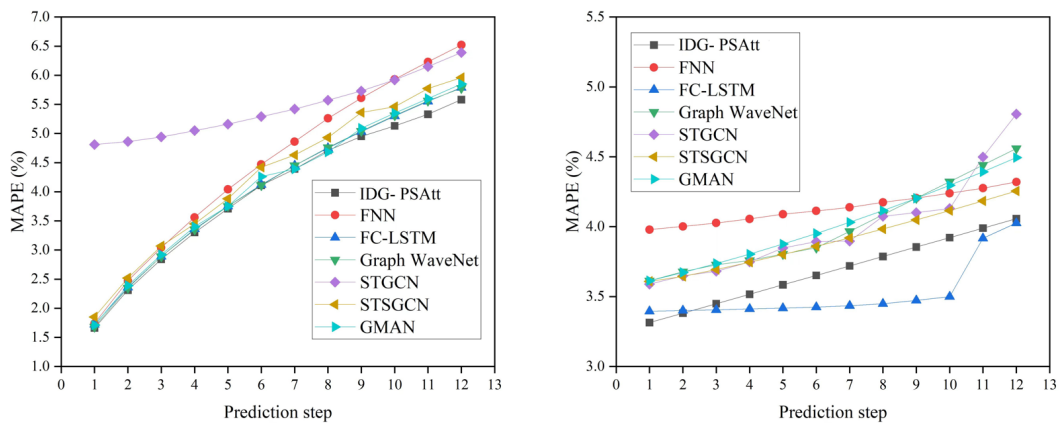 7.0
6.5
6.0
5.5
5.0
4.5
4.0
3.5
3.0
2.5
2.0
1.5
1.0
MAPE (%)
IDG- PSAtt
FNN
FC-LSTM
Graph WaveNet
STGCN
STSGCN
GMAN
0 1 2 3 4 5 6 7 8 9 10 11 12 13
Prediction step
5.5
5.0
4.5
4.0
3.5
3.0
MAPE (%)
IDG- PSAtt
FNN
FC-LSTM
Graph WaveNet
STGCN
STSGCN
GMAN
0 1 2 3 4 5 6 7 8 9 10 11 12 13
Prediction step